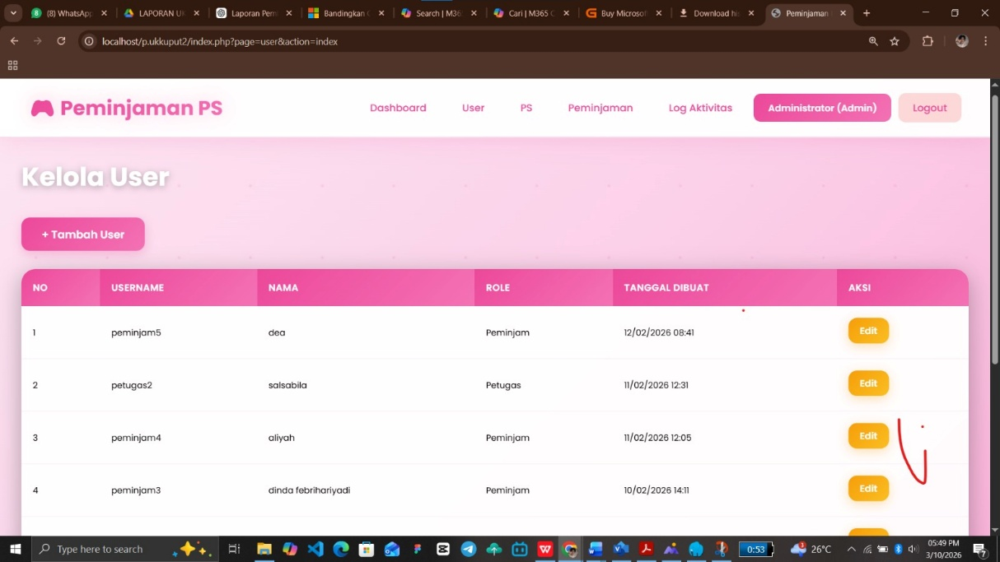 (8) WhatsApp
LAPORAN U
Laporan Pem
Bandingkan
Search | M36
Cari | M365 C
Buy Microsof
Download hi
Peminjaman
localhost/p.ukkuput2/index.php?page=user&action=index
Peminjaman PS
Dashboard
User
PS
Peminjaman
Log Aktivitas
Administrator (Admin)
Logout
Kelola User
+ Tambah User
NO USERNAME NAMA ROLE TANGGAL DIBUAT AKSI
1 peminjam5 dea Peminjam 12/02/2026 08:41 Edit
2 petugas2 salsabila Petugas 11/02/2026 12:31 Edit
3 peminjam4 aliyah Peminjam 11/02/2026 12:05 Edit
4 peminjam3 dinda febrihariyadi Peminjam 10/02/2026 14:11 Edit
Type here to search
0:53
3
26°C
05:49 PM
3/10/2026
7